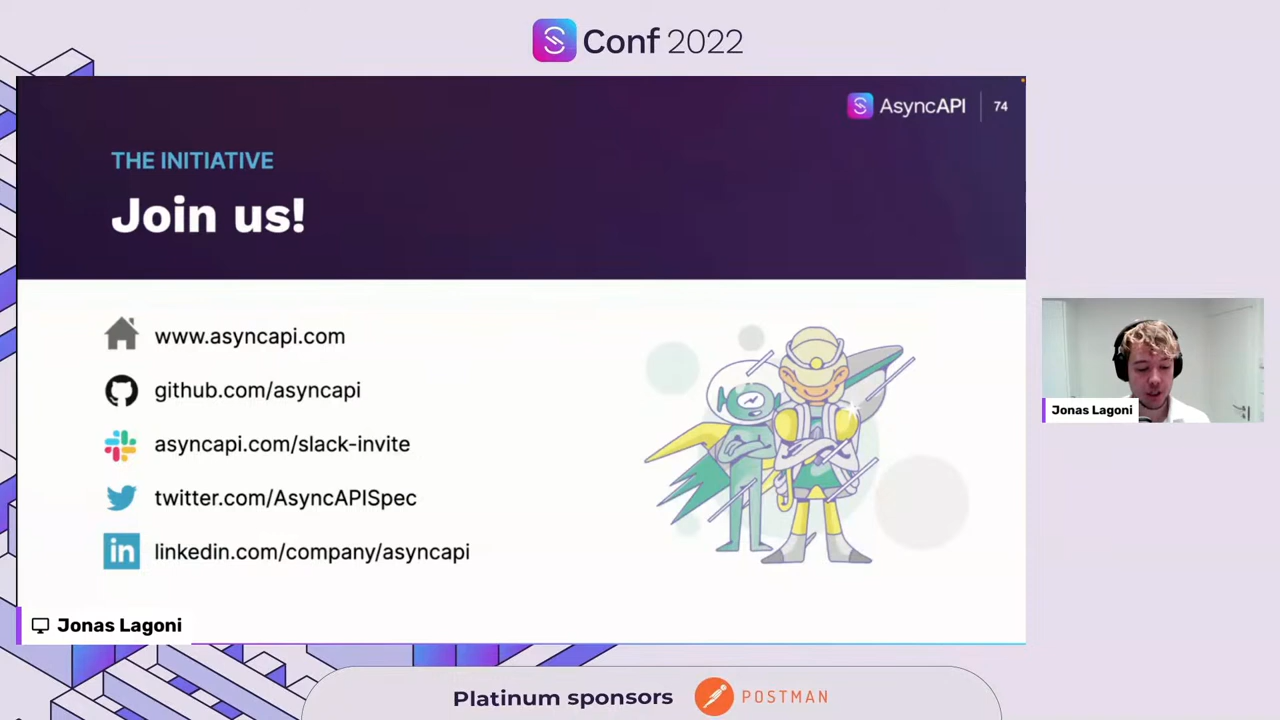 Conf 2022
AsyncAPI
74
THE INITIATIVE
Join us!
www.asyncapi.com
github.com/asyncapi
asyncapi.com/slack-invite
twitter.com/AsyncAPISpec
in
linkedin.com/company/asyncapi
Jonas Lagoni
Jonas Lagoni
Platinum sponsors
POSTMAN